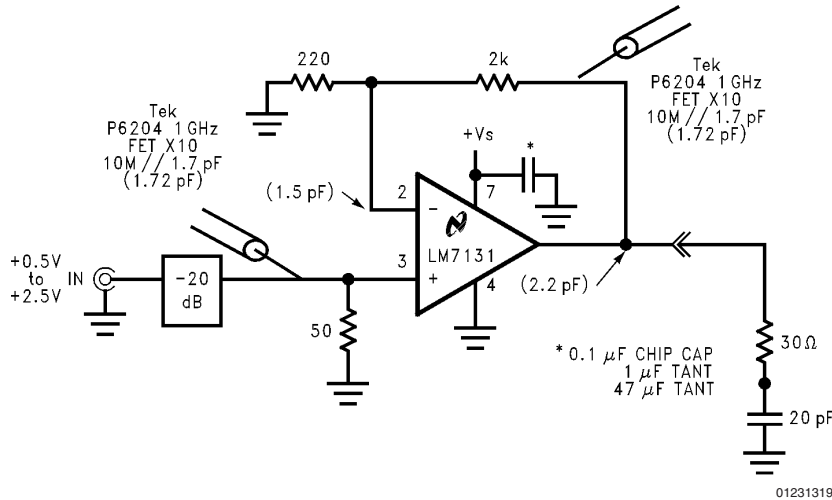 220
2k
Tek
P6204 1GHz
FET X10
10M // 1.7 pF
(1.72 pF)
Tek
P6204 1GHz
FET X10
10M // 1.7 pF
(1.72 pF)
+Vs
*
7
(1.5 pF)
2
-
LM7131
3
+
4
(2.2 pF)
+0.5V
to
+2.5V
IN
-20
dB
50
* 0.1 μF CHIP CAP
1 μF TANT
47 μF TANT
30Ω
20 pF
01231319